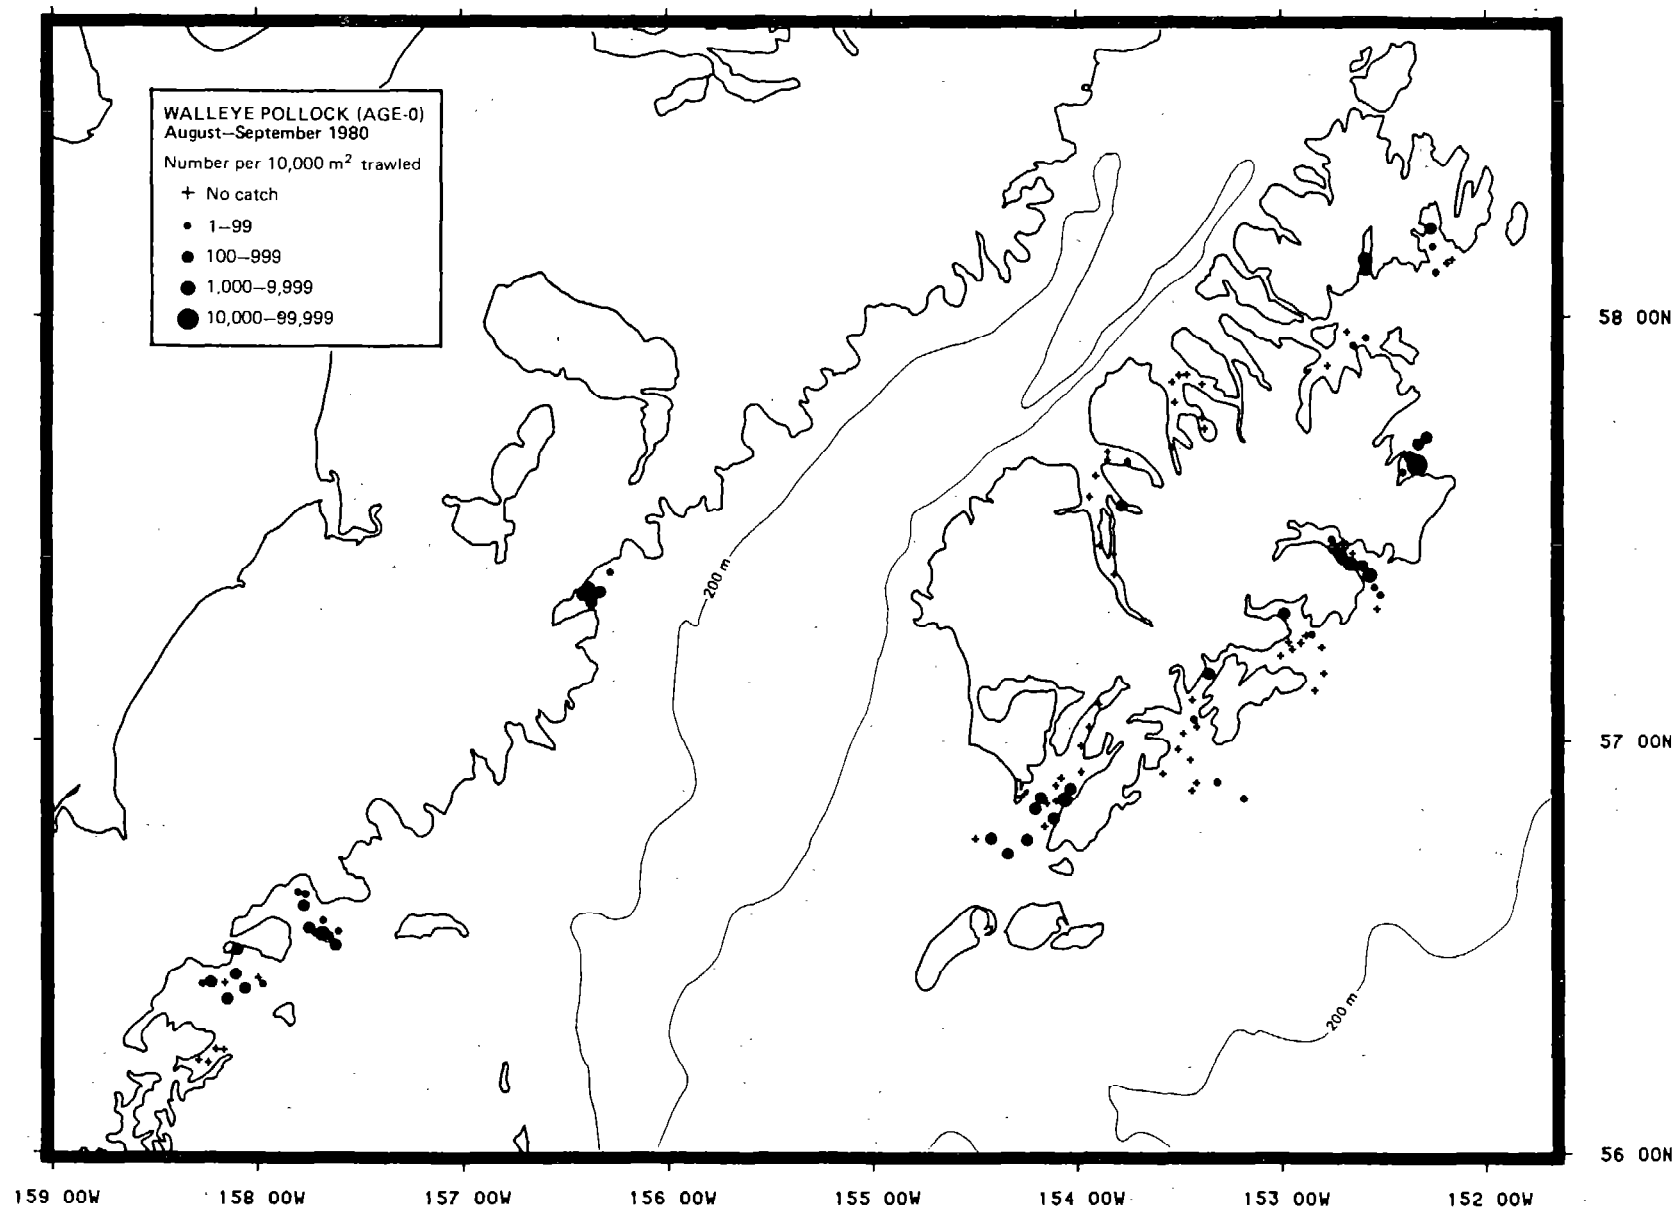 WALLEYE POLLOCK (AGE-0)
August–September 1980
Number per 10,000 m² trawled
+ No catch
1–99
100–999
1,000–9,999
10,000–99,999
58 00N
200 m
57 00N
200 m
56 00N
159 00W 158 00W 157 00W 156 00W 155 00W 154 00W 153 00W 152 00W